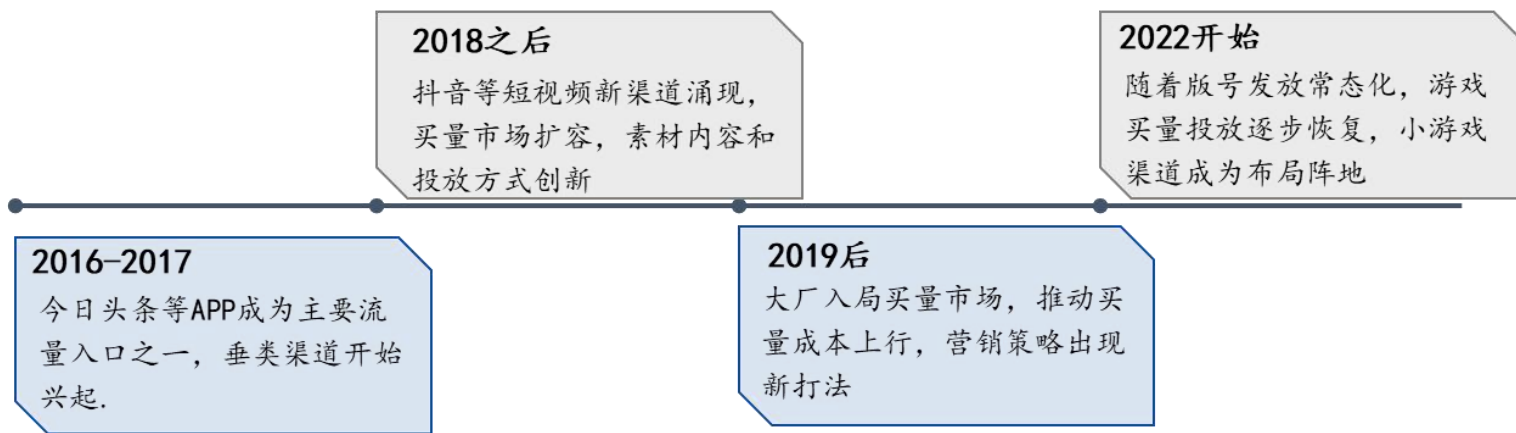 2016-2017
今日头条等APP成为主要流
量入口之一，垂类渠道开始
兴起.
2018之后
抖音等短视频新渠道涌现，
买量市场扩容，素材内容和
投放方式创新
2019后
大厂入局买量市场，推动买
量成本上行，营销策略出现
新打法
2022开始
随着版号发放常态化，游戏
买量投放逐步恢复，小游戏
渠道成为布局阵地